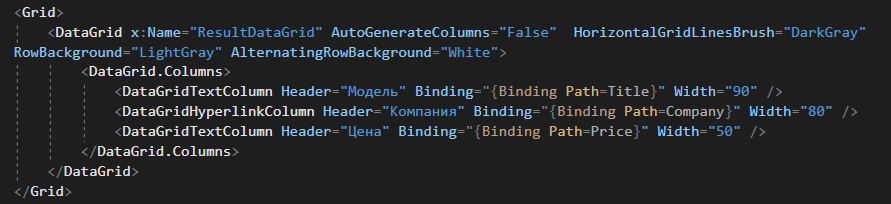 <Grid>
<DataGrid x:Name="ResultDataGrid" AutoGenerateColumns="False"  HorizontalGridLinesBrush="DarkGray"
RowBackground="LightGray" AlternatingRowBackground="White">
<DataGrid.Columns>
<DataGridTextColumn Header="Модель" Binding="{Binding Path=Title}" Width="90" />
<DataGridHyperlinkColumn Header="Компания" Binding="{Binding Path=Company}" Width="80" />
<DataGridTextColumn Header="Цена" Binding="{Binding Path=Price}" Width="50" />
</DataGrid.Columns>
</DataGrid>
</Grid>